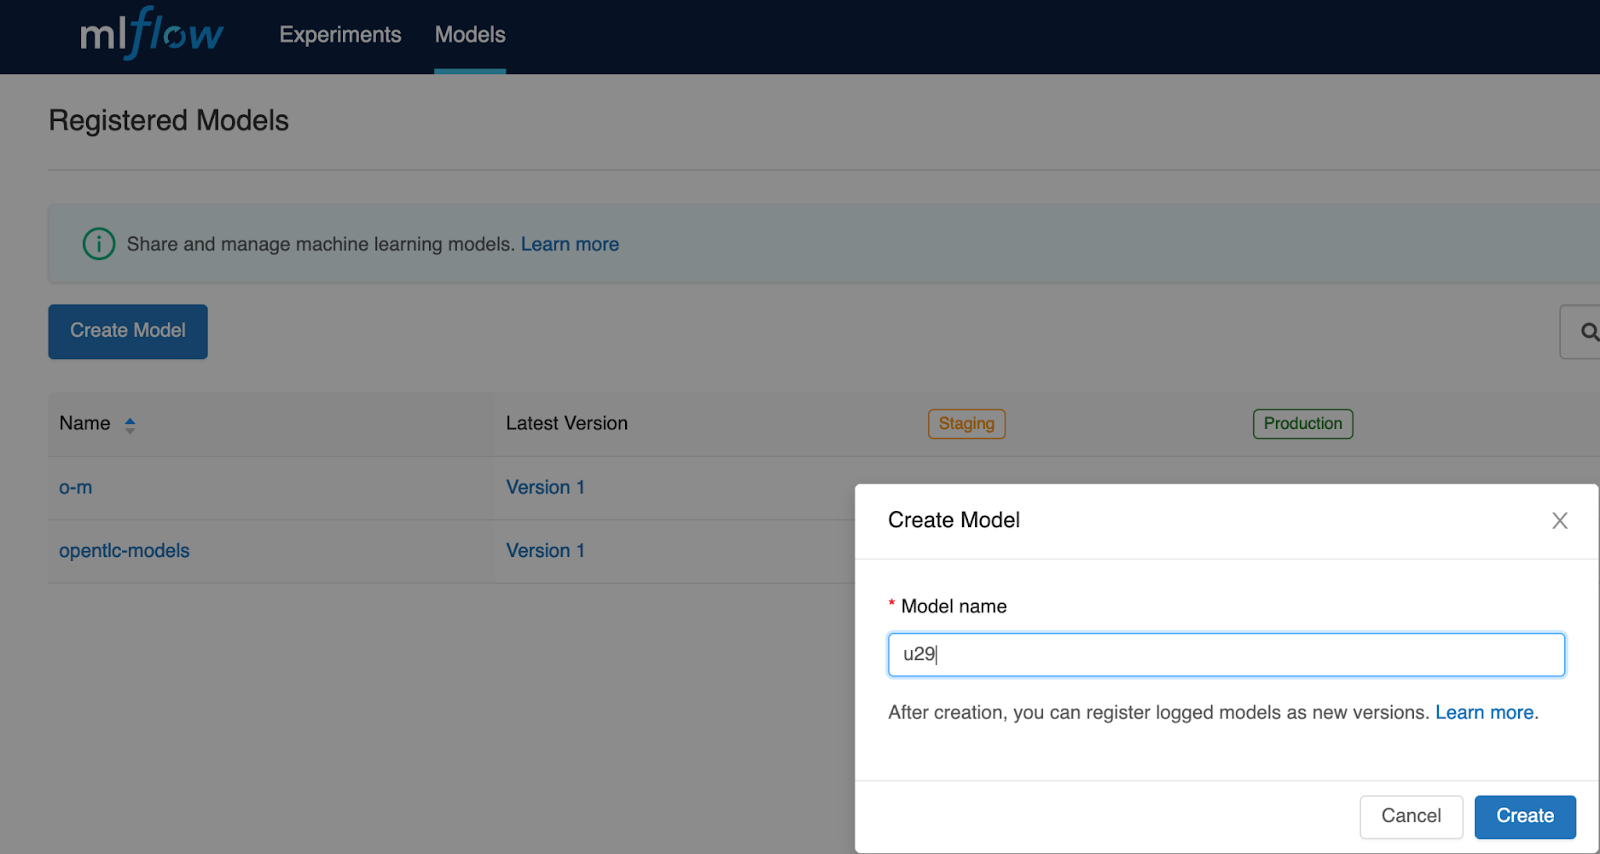 mlflow Experiments Models
Registered Models
Share and manage machine learning models. Learn more
Create Model
Name Latest Version Staging Production
o-m Version 1
opentlc-models Version 1
Create Model
* Model name
u29
After creation, you can register logged models as new versions. Learn more.
Cancel Create